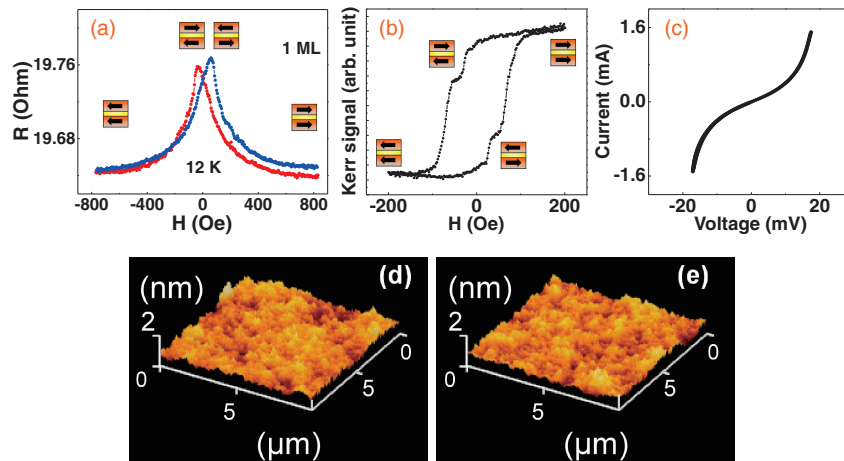 (a)
1 ML
19.76
19.68
R (Ohm)
12 K
-800
-400
0
400
800
H (Oe)
(b)
Kerr signal (arb. unit)
-200
0
200
H (Oe)
(c)
1.6
0.0
-1.6
Current (mA)
-20
0
20
Voltage (mV)
(d)
(nm)
2
0
0
5
5
(μm)
(e)
(nm)
2
0
0
5
5
(μm)